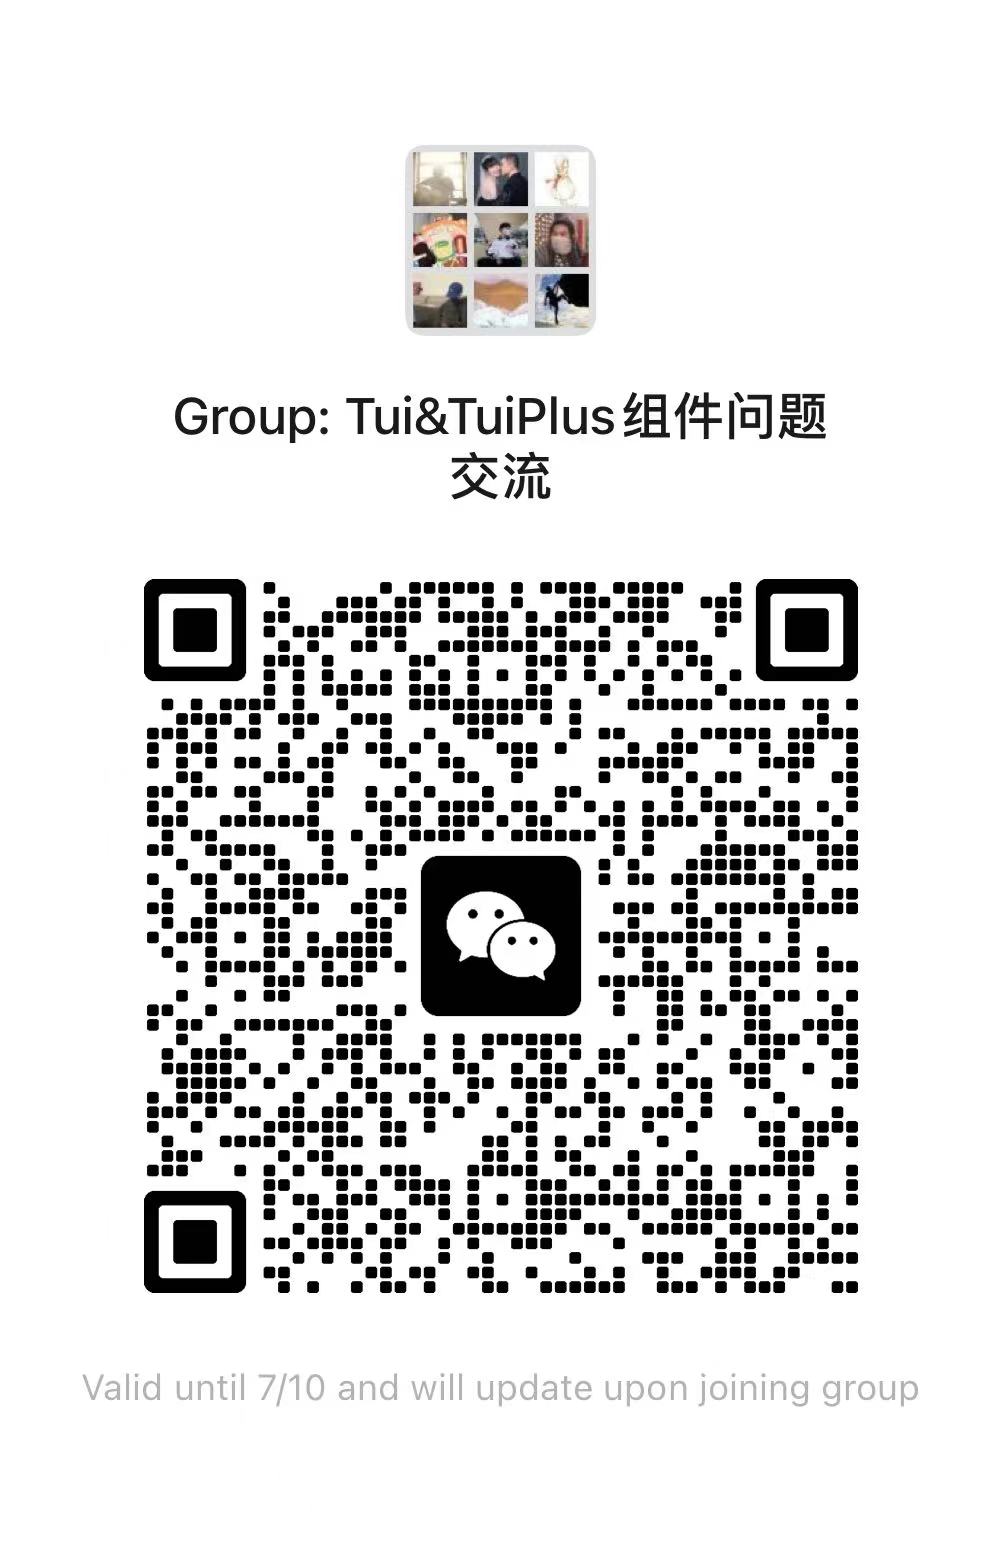 Group: Tui&TuiPlus组件问题
交流
Valid until 7/10 and will update upon joining group